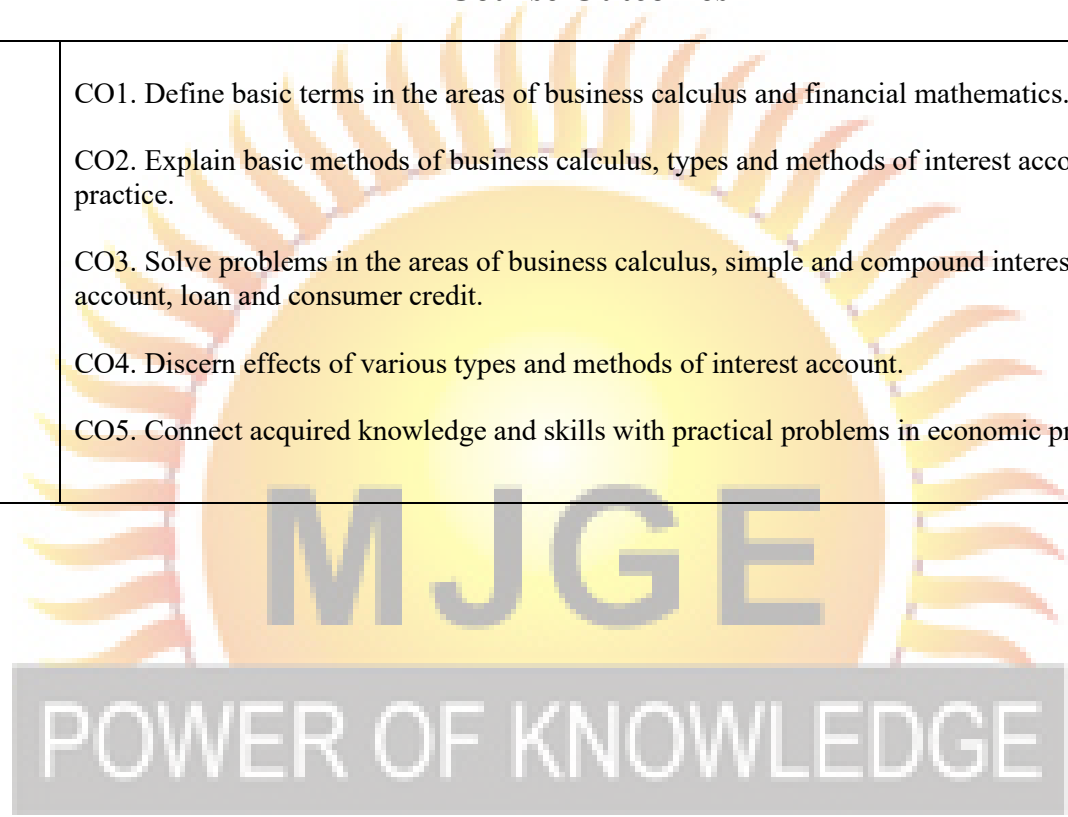 CO1. Define basic terms in the areas of business calculus and financial mathematics.
CO2. Explain basic methods of business calculus, types and methods of interest
practice.
CO3. Solve problems in the areas of business calculus, simple and compound
account, loan and consumer credit.
CO4. Discern effects of various types and methods of interest account.
CO5. Connect acquired knowledge and skills with practical problems in economic
MJGE
POWER OF KNOWLEDGE